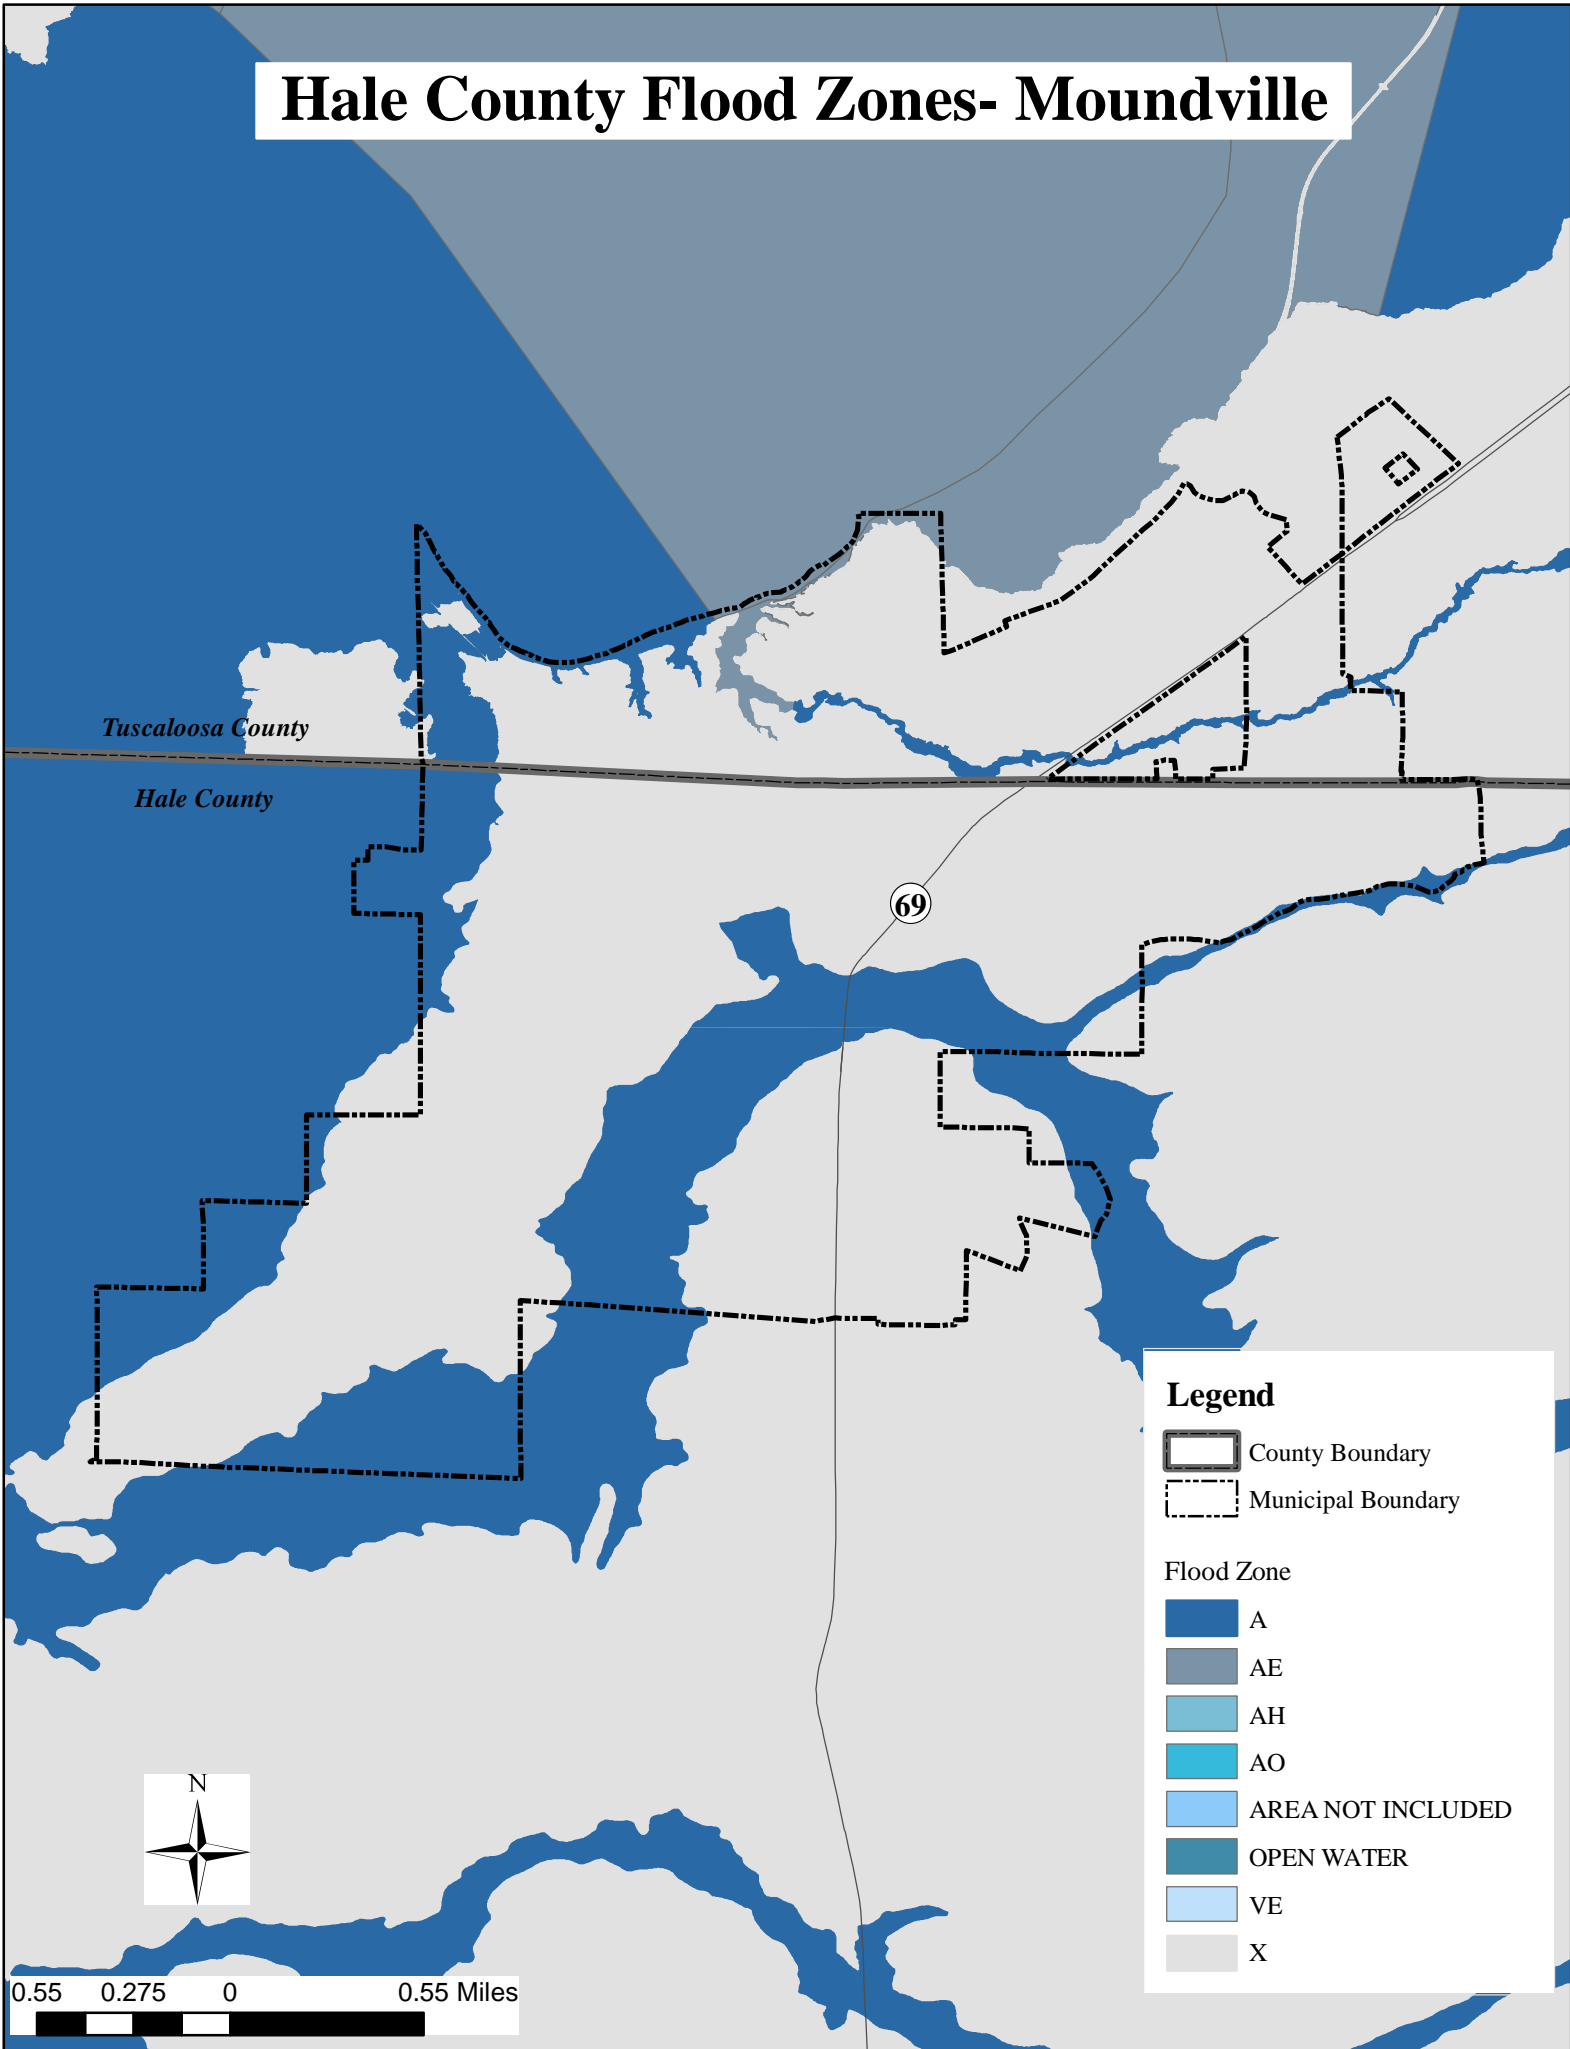 Hale County Flood Zones- Moundville
Tuscaloosa County
Hale County
69
Legend
County Boundary
Municipal Boundary
Flood Zone
A
AE
AH
AO
AREA NOT INCLUDED
OPEN WATER
VE
X
N
0.55 0.275 0 0.55 Miles